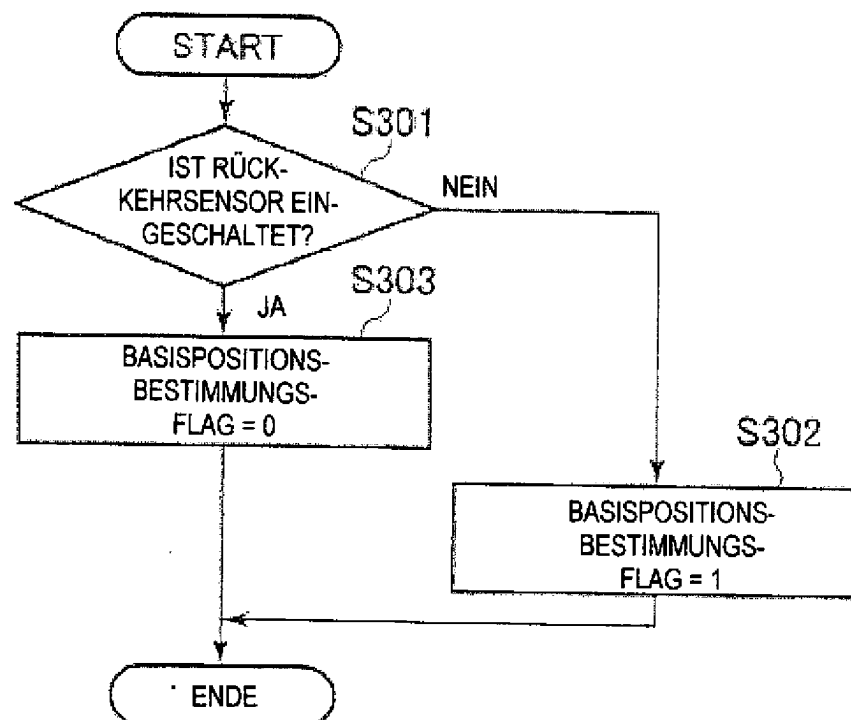 START
S301
IST RÜCK-
KEHRSENSOR EIN-
GESCHALTET?
NEIN
JA
S303
BASISPOSITIONS-
BESTIMMUNGS-
FLAG = 0
S302
BASISPOSITIONS-
BESTIMMUNGS-
FLAG = 1
ENDE